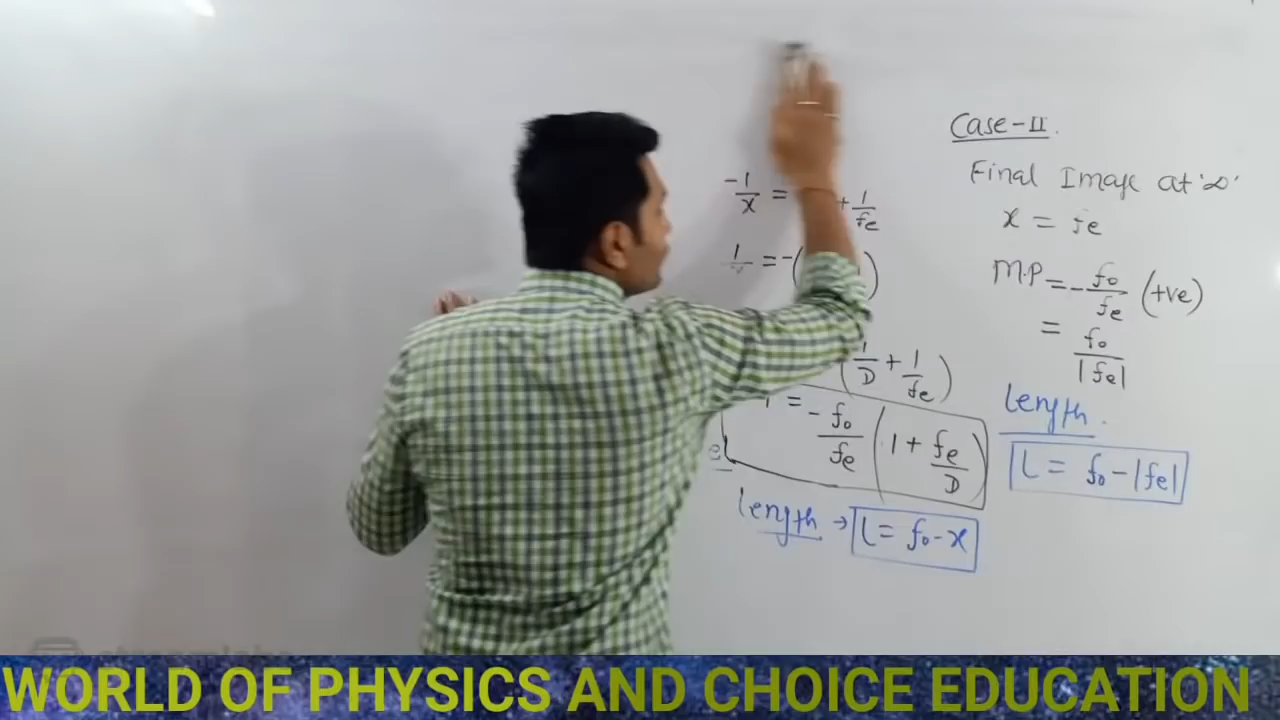 -1/x = + 1/fe
1/x = -(
(1/D + 1/fe)
= -fo/fe (1 + fe/D)
length → L = fo - x
Case-II.
Final Image at '∞'
x = fe
M.P = -fo/fe (+ve)
= fo/|fe|
length.
L = fo - |fe|
WORLD OF PHYSICS AND CHOICE EDUCATION